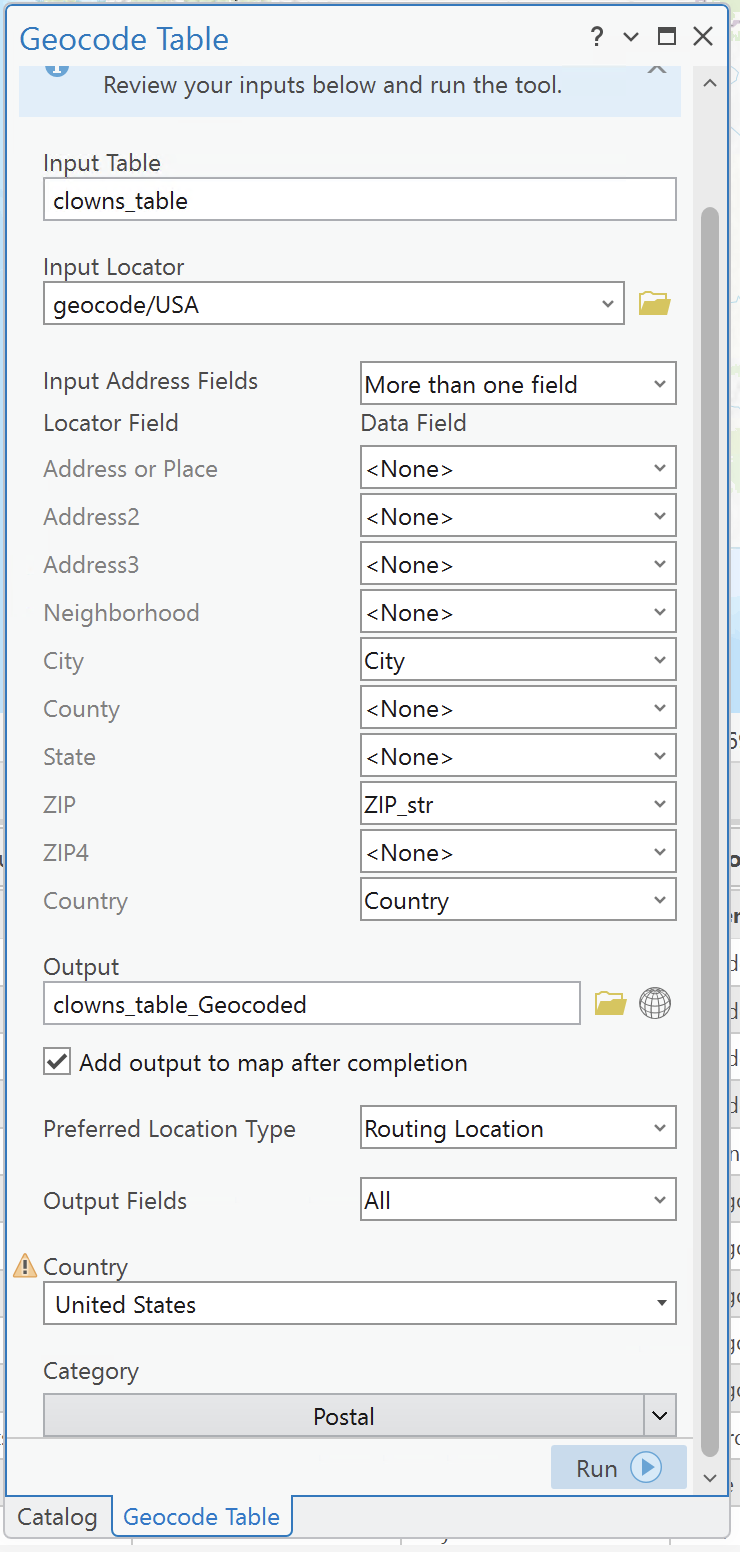 Geocode Table
?
Review your inputs below and run the tool.
Input Table
clowns_table
Input Locator
geocode/USA
Input Address Fields More than one field
Locator Field Data Field
Address or Place <None>
Address2 <None>
Address3 <None>
Neighborhood <None>
City City
County <None>
State <None>
ZIP ZIP_str
ZIP4 <None>
Country Country
Output
clowns_table_Geocoded
Add output to map after completion
Preferred Location Type Routing Location
Output Fields All
Country
United States
Category
Postal
Run
Catalog Geocode Table